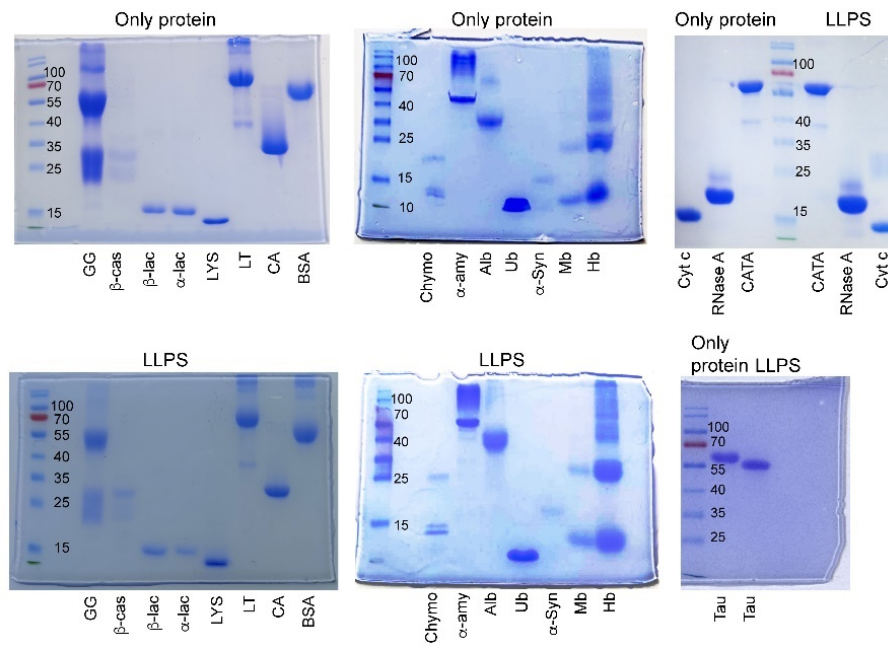 Only protein
100
70
55
40
35
25
15
GG
β-cas
β-lac
α-lac
LYS
LT
CA
BSA
Only protein
100
70
40
25
15
10
Chymo
α-amy
Alb
Ub
α-Syn
Mb
Hb
Only protein LLPS
100
40
35
25
15
Cyt c
RNase A
CATA
CATA
RNase A
Cyt c
LLPS
100
70
55
40
35
25
15
GG
β-cas
β-lac
α-lac
LYS
LT
CA
BSA
LLPS
100
70
40
25
15
Chymo
α-amy
Alb
Ub
α-Syn
Mb
Hb
Only
protein LLPS
100
70
55
40
35
25
Tau
Tau